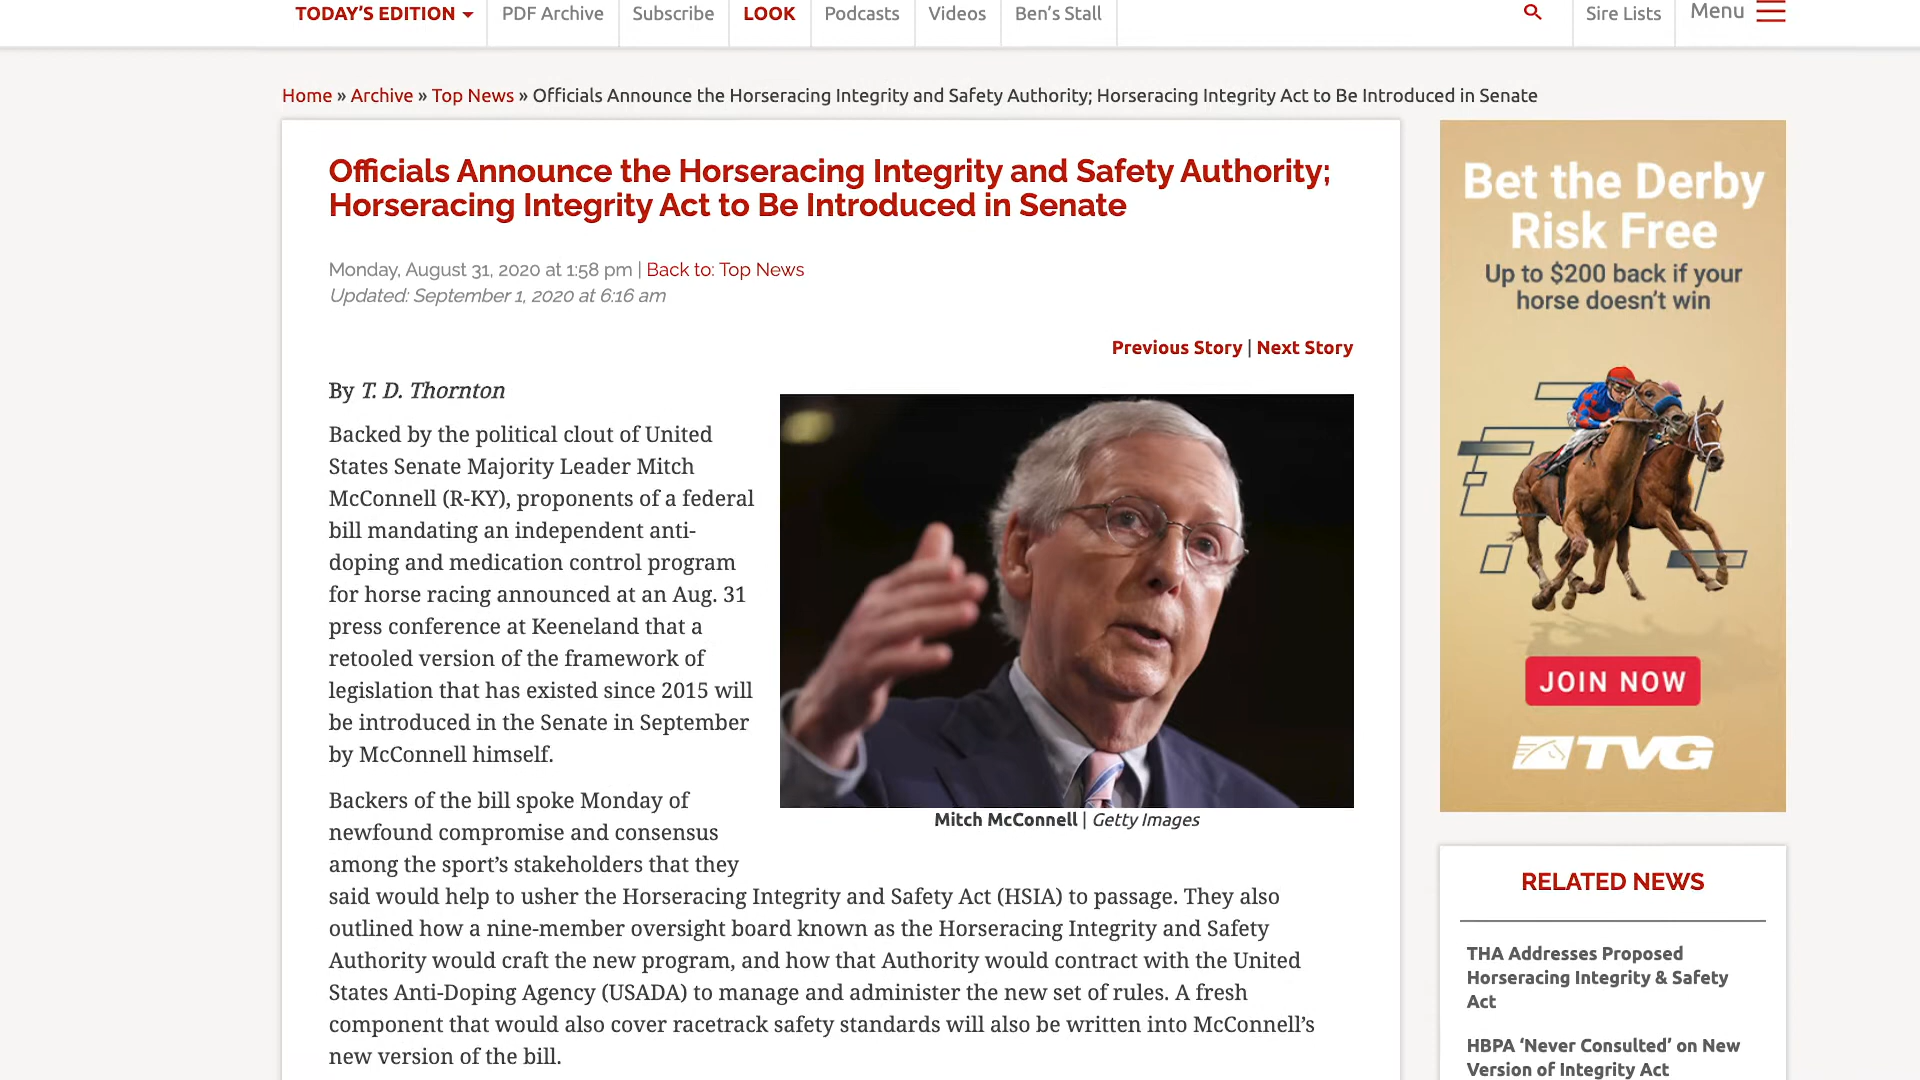 TODAY'S EDITION
PDF Archive
Subscribe
LOOK
Podcasts
Videos
Ben's Stall
Sire Lists
Menu
Home » Archive » Top News » Officials Announce the Horseracing Integrity and Safety Authority; Horseracing Integrity Act to Be Introduced in Senate
Officials Announce the Horseracing Integrity and Safety Authority;
Horseracing Integrity Act to Be Introduced in Senate
Monday, August 31, 2020 at 1:58 pm | Back to: Top News
Updated: September 1, 2020 at 6:16 am
Previous Story | Next Story
By T. D. Thornton
Backed by the political clout of United
States Senate Majority Leader Mitch
McConnell (R-KY), proponents of a federal
bill mandating an independent anti-
doping and medication control program
for horse racing announced at an Aug. 31
press conference at Keeneland that a
retooled version of the framework of
legislation that has existed since 2015 will
be introduced in the Senate in September
by McConnell himself.
Mitch McConnell | Getty Images
Backers of the bill spoke Monday of
newfound compromise and consensus
among the sport's stakeholders that they
said would help to usher the Horseracing Integrity and Safety Act (HSIA) to passage. They also
outlined how a nine-member oversight board known as the Horseracing Integrity and Safety
Authority would craft the new program, and how that Authority would contract with the United
States Anti-Doping Agency (USADA) to manage and administer the new set of rules. A fresh
component that would also cover racetrack safety standards will also be written into McConnell's
new version of the bill.
Bet the Derby
Risk Free
Up to $200 back if your
horse doesn't win
JOIN NOW
TVG
RELATED NEWS
THA Addresses Proposed
Horseracing Integrity & Safety
Act
HBPA 'Never Consulted' on New
Version of Integrity Act